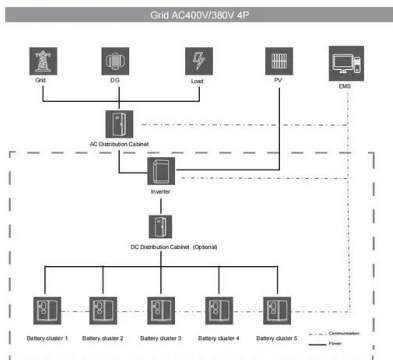 Grid AC400V/380V 4P
Grid
DG
Load
PV
EMS
AC Distribution Cabinet
Inverter
DC Distribution Cabinet (Optional)
Battery cluster 1
Battery cluster 2
Battery cluster 3
Battery cluster 4
Battery cluster 5
Communication
Power